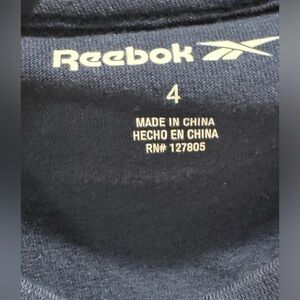 Reebok
4
MADE IN CHINA
HECHO EN CHINA
RN# 127805